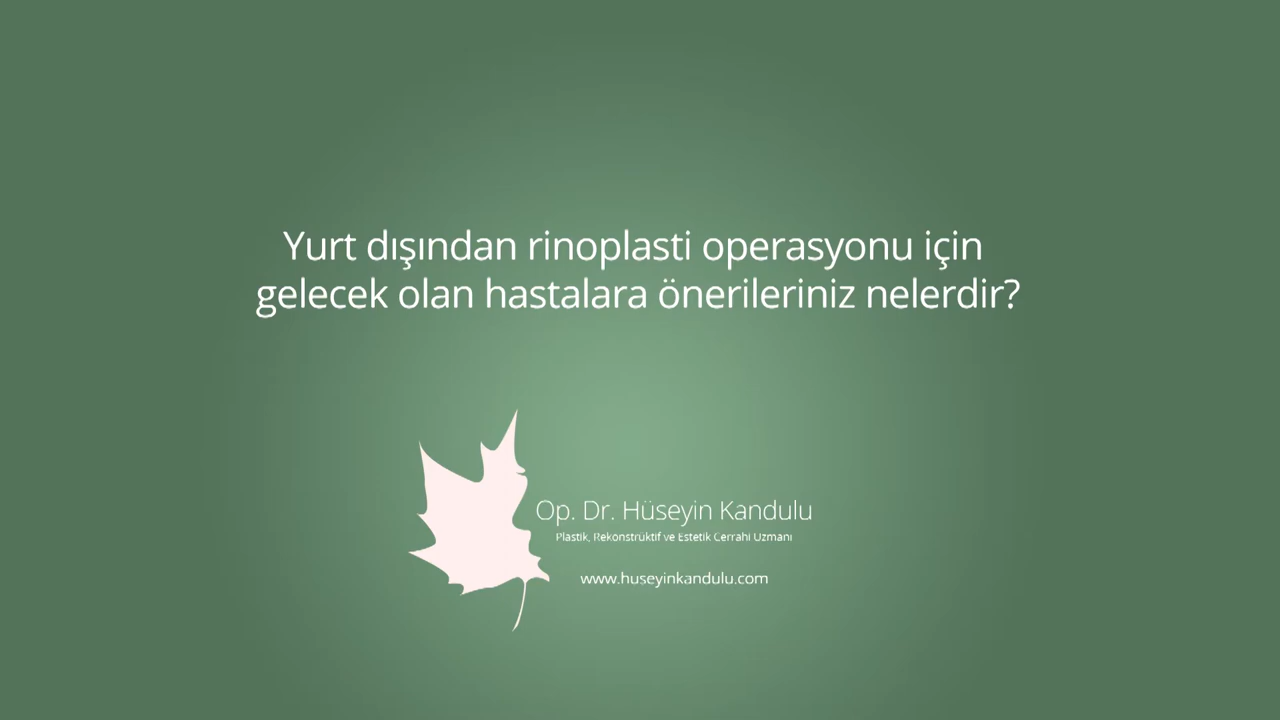 Yurt dışından rinoplasti operasyonu için
gelecek olan hastalara önerileriniz nelerdir?
Op. Dr. Hüseyin Kandulu
Plastik, Rekonstrüktif ve Estetik Cerrahi Uzmanı
www.huseyinkandulu.com